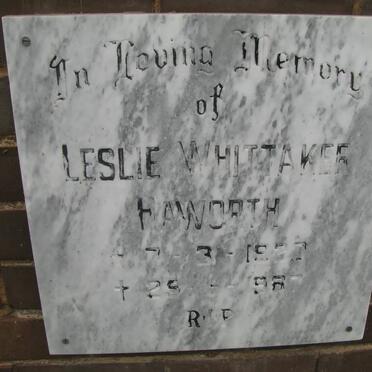 In Loving Memory
of
LESLIE WHITTAKER
HAWORTH
R.I.P